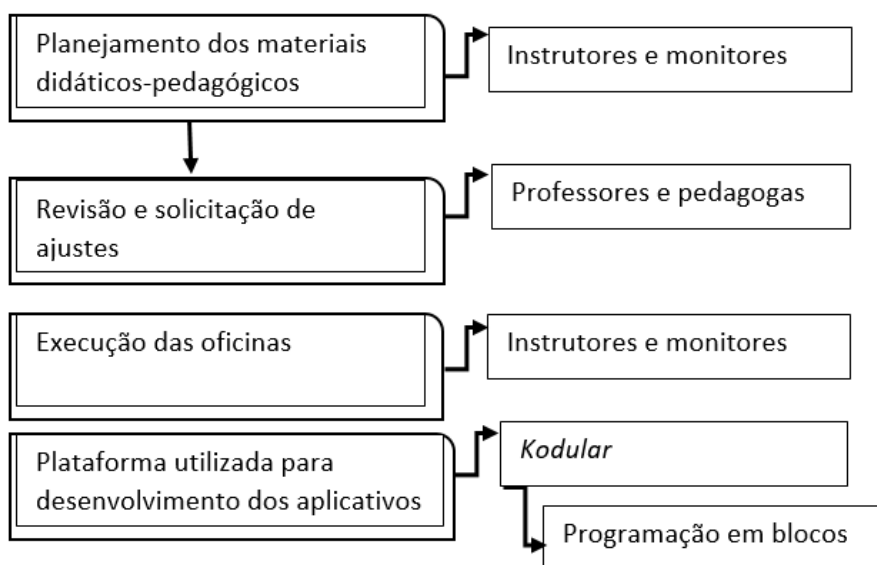 Planejamento dos materiais
didáticos-pedagógicos
Instrutores e monitores
Revisão e solicitação de
ajustes
Professores e pedagogas
Execução das oficinas
Instrutores e monitores
Plataforma utilizada para
desenvolvimento dos aplicativos
Kodular
Programação em blocos